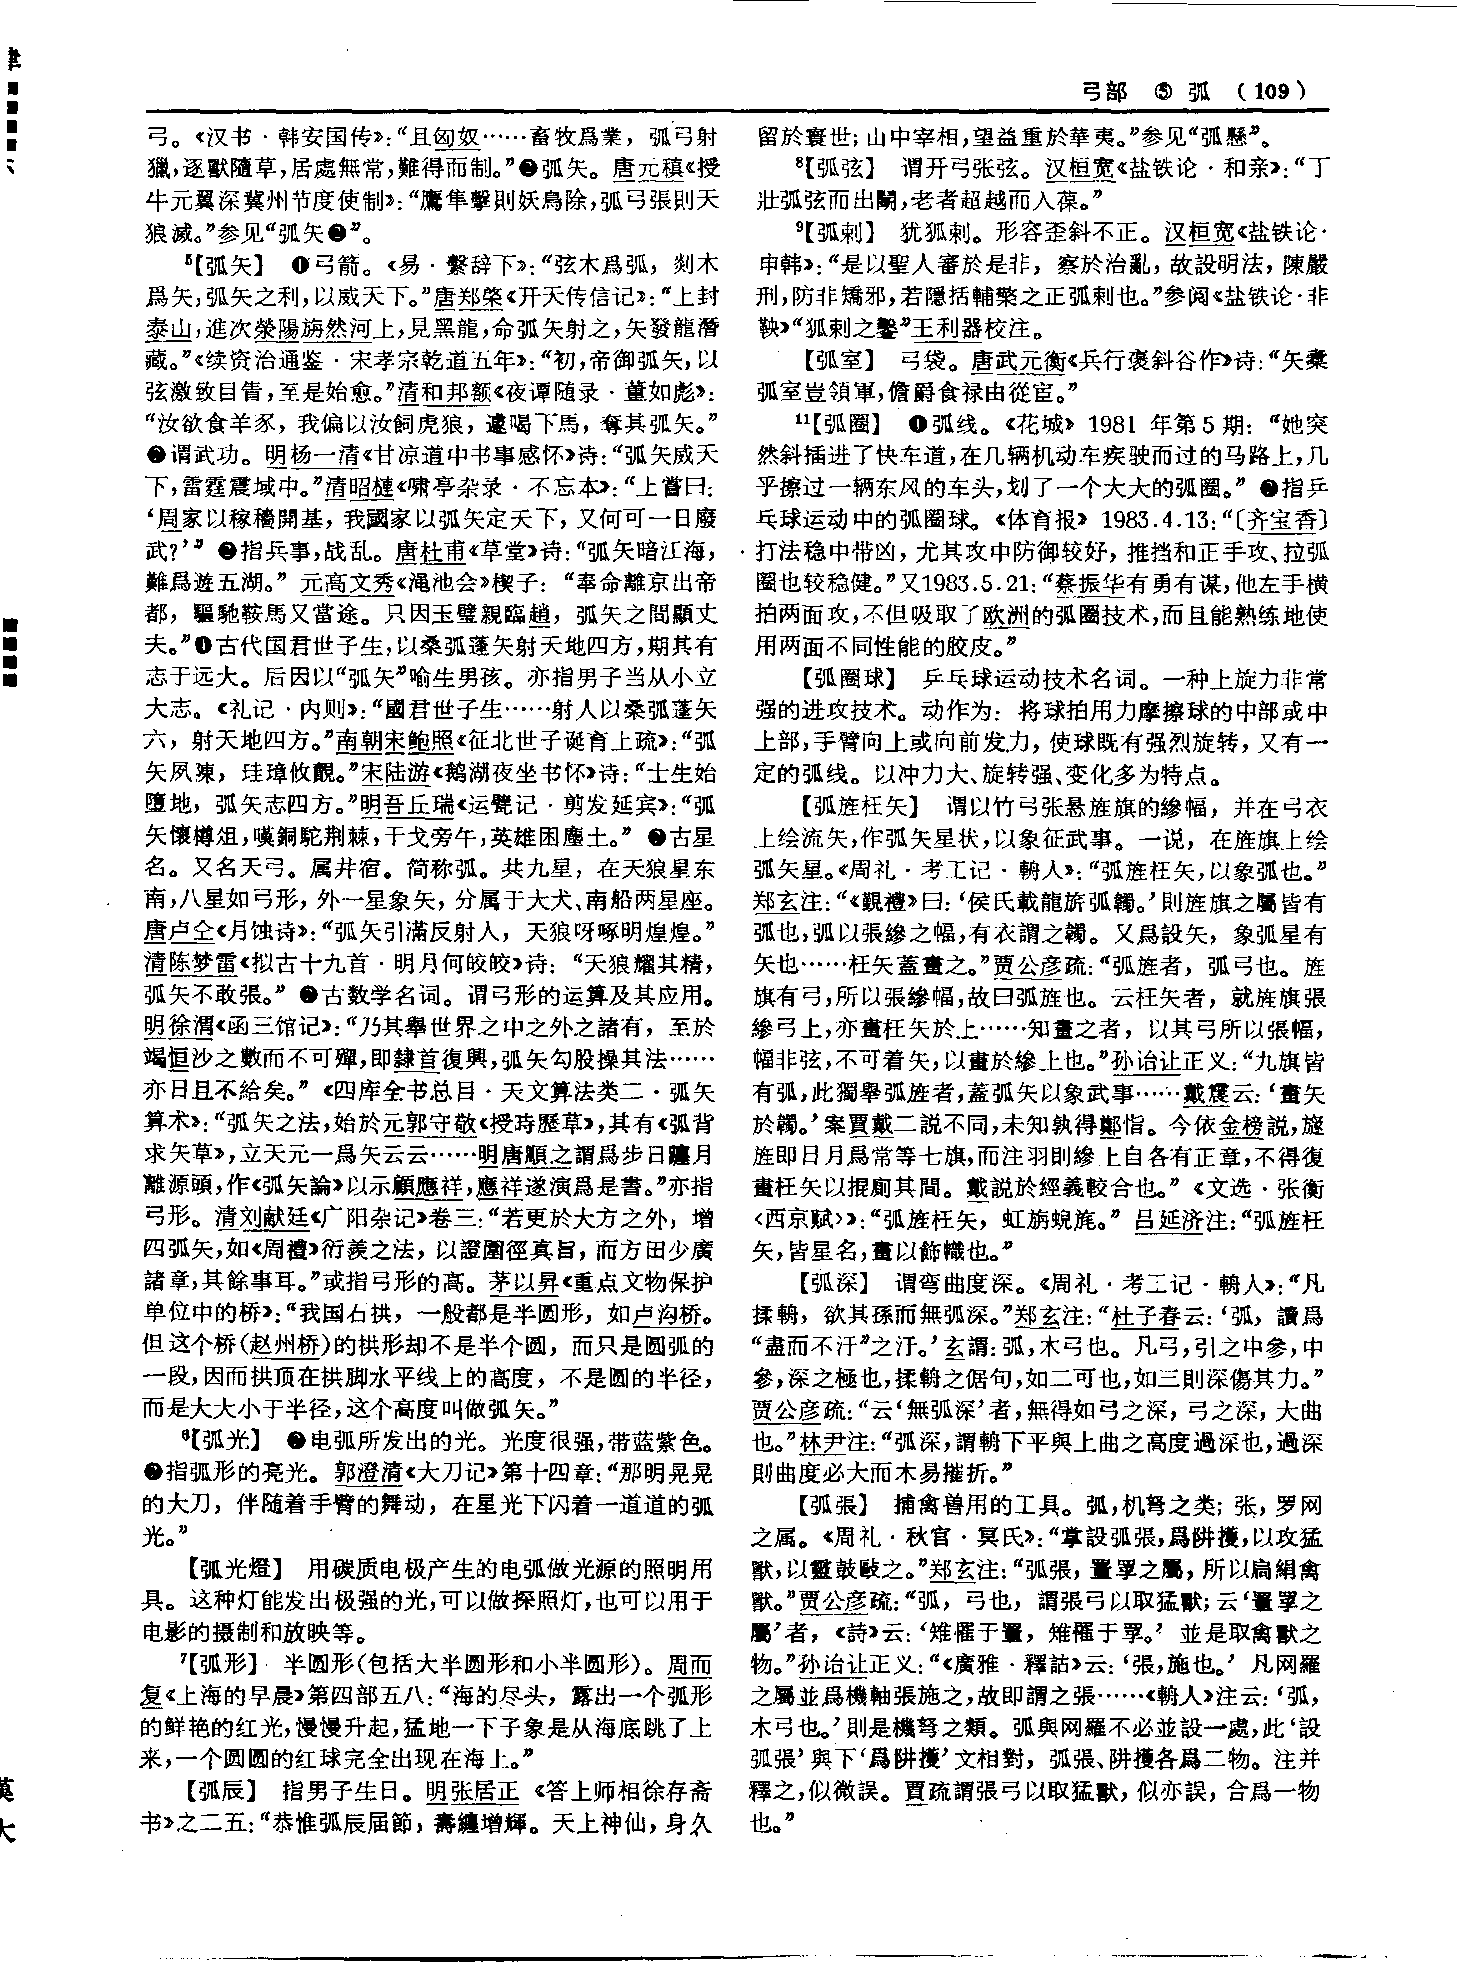 弓部 ⑤ 弧 (109)
弓。《汉书·韩安国传》：“且匈奴……畜牧爲業，弧弓射
獵，逐獸隨草，居處無常，難得而制。”❷弧矢。唐元稹《授
牛元翼深冀州节度使制》：“鷹隼擊則妖鳥除，弧弓張則天
狼滅。”参见“弧矢❷”。
⁵【弧矢】 ❶弓箭。《易·繫辞下》：“弦木爲弧，剡木
爲矢，弧矢之利，以威天下。”唐郑棨《开天传信记》：“上封
泰山，進次滎陽旃然河上，見黑龍，命弧矢射之，矢發龍潛
藏。”《续资治通鉴·宋孝宗乾道五年》：“初，帝御弧矢，以
弦激致目眚，至是始愈。”清和邦额《夜谭随录·董如彪》：
“汝欲食羊豕，我偏以汝飼虎狼，遽喝下馬，奪其弧矢。”
❷谓武功。明杨一清《甘凉道中书事感怀》诗：“弧矢威天
下，雷霆震域中。”清昭梿《啸亭杂录·不忘本》：“上嘗曰：
‘周家以稼穡開基，我國家以弧矢定天下，又何可一日廢
武？’” ❸指兵事，战乱。唐杜甫《草堂》诗：“弧矢暗江海，
難爲遊五湖。” 元高文秀《渑池会》楔子：“奉命離京出帝
都，驅馳鞍馬又當途。只因玉璧親臨趙，弧矢之間顯丈
夫。”❹古代国君世子生，以桑弧蓬矢射天地四方，期其有
志于远大。后因以“弧矢”喻生男孩。亦指男子当从小立
大志。《礼记·内则》：“國君世子生……射人以桑弧蓬矢
六，射天地四方。”南朝宋鲍照《征北世子诞育上疏》：“弧
矢夙陳，珪璋攸覿。”宋陆游《鹅湖夜坐书怀》诗：“士生始
墮地，弧矢志四方。”明吾丘瑞《运甓记·剪发延宾》：“弧
矢懷樽俎，嘆銅駝荆棘，干戈旁午，英雄困塵土。” ❺古星
名。又名天弓。属井宿。简称弧。共九星，在天狼星东
南，八星如弓形，外一星象矢，分属于大犬、南船两星座。
唐卢仝《月蚀诗》：“弧矢引滿反射人，天狼呀啄明煌煌。”
清陈梦雷《拟古十九首·明月何皎皎》诗：“天狼耀其精，
弧矢不敢張。” ❻古数学名词。谓弓形的运算及其应用。
明徐渭《函三馆记》：“乃其舉世界之中之外之諸有，至於
竭恒沙之數而不可殫，即隸首復興，弧矢勾股操其法……
亦日且不給矣。”《四库全书总目·天文算法类二·弧矢
算术》：“弧矢之法，始於元郭守敬《授時歷草》，其有《弧背
求矢草》，立天元一爲矢云云……明唐順之謂爲步日躔月
離源頭，作《弧矢論》以示顧應祥，應祥遂演爲是書。”亦指
弓形。清刘献廷《广阳杂记》卷三：“若更於大方之外，增
四弧矢，如《周禮》衍羨之法，以證圍徑真旨，而方田少廣
諸章，其餘事耳。”或指弓形的高。茅以昇《重点文物保护
单位中的桥》：“我国石拱，一般都是半圆形，如卢沟桥。
但这个桥(赵州桥)的拱形却不是半个圆，而只是圆弧的
一段，因而拱顶在拱脚水平线上的高度，不是圆的半径，
而是大大小于半径，这个高度叫做弧矢。”
⁶【弧光】 ❶电弧所发出的光。光度很强，带蓝紫色。
❷指弧形的亮光。郭澄清《大刀记》第十四章：“那明晃晃
的大刀，伴随着手臂的舞动，在星光下闪着一道道的弧
光。”
【弧光燈】 用碳质电极产生的电弧做光源的照明用
具。这种灯能发出极强的光，可以做探照灯，也可以用于
电影的摄制和放映等。
⁷【弧形】 半圆形(包括大半圆形和小半圆形)。周而
复《上海的早晨》第四部五八：“海的尽头，露出一个弧形
的鲜艳的红光，慢慢升起，猛地一下子象是从海底跳了上
来，一个圆圆的红球完全出现在海上。”
【弧辰】 指男子生日。明张居正《答上师相徐存斋
书》之二五：“恭惟弧辰届節，壽纏增輝。天上神仙，身久
留於寰世；山中宰相，望益重於華夷。”参见“弧懸”。
⁸【弧弦】 谓开弓张弦。汉桓宽《盐铁论·和亲》：“丁
壯弧弦而出鬭，老者超越而入葆。”
⁹【弧剌】 犹狐剌。形容歪斜不正。汉桓宽《盐铁论·
申韩》：“是以聖人審於是非，察於治亂，故設明法，陳嚴
刑，防非矯邪，若隱括輔檠之正弧剌也。”参阅《盐铁论·非
鞅》“狐剌之鑿”王利器校注。
【弧室】 弓袋。唐武元衡《兵行褒斜谷作》诗：“矢橐
弧室豈領軍，儋爵食禄由從宦。”
¹¹【弧圈】 ❶弧线。《花城》1981 年第5期：“她突
然斜插进了快车道，在几辆机动车疾驶而过的马路上，几
乎擦过一辆东风的车头，划了一个大大的弧圈。” ❷指乒
乓球运动中的弧圈球。《体育报》1983.4.13：“〔齐宝香〕
打法稳中带凶，尤其攻中防御较好，推挡和正手攻、拉弧
圈也较稳健。”又1983.5.21：“蔡振华有勇有谋，他左手横
拍两面攻，不但吸取了欧洲的弧圈技术，而且能熟练地使
用两面不同性能的胶皮。”
【弧圈球】 乒乓球运动技术名词。一种上旋力非常
强的进攻技术。动作为：将球拍用力摩擦球的中部或中
上部，手臂向上或向前发力，使球既有强烈旋转，又有一
定的弧线。以冲力大、旋转强、变化多为特点。
【弧旌枉矢】 谓以竹弓张悬旌旗的縿幅，并在弓衣
上绘流矢，作弧矢星状，以象征武事。一说，在旌旗上绘
弧矢星。《周礼·考工记·輈人》：“弧旌枉矢，以象弧也。”
郑玄注：“《覲禮》曰：‘侯氏載龍旂弧韣。’則旌旗之屬皆有
弧也，弧以張縿之幅，有衣謂之韣。又爲設矢，象弧星有
矢也……枉矢蓋畫之。”贾公彦疏：“弧旌者，弧弓也。旌
旗有弓，所以張縿幅，故曰弧旌也。云枉矢者，就旌旗張
縿弓上，亦畫枉矢於上……知畫之者，以其弓所以張幅，
幅非弦，不可着矢，以畫於縿上也。”孙诒让正义：“九旗皆
有弧，此獨舉弧旌者，蓋弧矢以象武事……戴震云：‘畫矢
於韣。’案賈戴二説不同，未知孰得鄭恉。今依金榜説，旞
旌即日月爲常等七旗，而注羽則縿上自各有正章，不得復
畫枉矢以掍廁其間。戴説於經義較合也。”《文选·张衡
〈西京赋〉》：“弧旌枉矢，虹旃蜺旄。” 吕延济注：“弧旌枉
矢，皆星名，畫以飾幟也。”
【弧深】 谓弯曲度深。《周礼·考工记·輈人》：“凡
揉輈，欲其孫而無弧深。”郑玄注：“杜子春云：‘弧，讀爲
“盡而不汙”之汙。’玄謂：弧，木弓也。凡弓，引之中參，中
參，深之極也，揉輈之倨句，如二可也，如三則深傷其力。”
贾公彦疏：“云‘無弧深’者，無得如弓之深，弓之深，大曲
也。”林尹注：“弧深，謂輈下平與上曲之高度過深也，過深
則曲度必大而木易摧折。”
【弧張】 捕禽兽用的工具。弧，机弩之类；张，罗网
之属。《周礼·秋官·冥氏》：“掌設弧張，爲阱擭，以攻猛
獸，以靈鼓敺之。”郑玄注：“弧張，罿罦之屬，所以扃絹禽
獸。”贾公彦疏：“弧，弓也，謂張弓以取猛獸；云‘罿罦之
屬’者，《詩》云：‘雉罹于罿，雉罹于罦。’ 並是取禽獸之
物。”孙诒让正义：“《廣雅·釋詁》云：‘張，施也。’凡网羅
之屬並爲機軸張施之，故即謂之張……《輈人》注云：‘弧，
木弓也。’則是機弩之類。弧與网羅不必並設一處，此‘設
弧張’與下‘爲阱擭’文相對，弧張、阱擭各爲二物。注并
釋之，似微誤。賈疏謂張弓以取猛獸，似亦誤，合爲一物
也。”